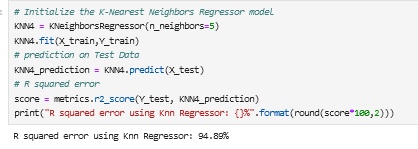 # Initialize the K-Nearest Neighbors Regressor model
KNN4 = KNeighborsRegressor(n_neighbors=5)
KNN4.fit(X_train,Y_train)
# prediction on Test Data
KNN4_prediction = KNN4.predict(X_test)
# R squared error
score = metrics.r2_score(Y_test, KNN4_prediction)
print("R squared error using Knn Regressor: {}%".format(round(score*100,2)))
R squared error using Knn Regressor: 94.89%